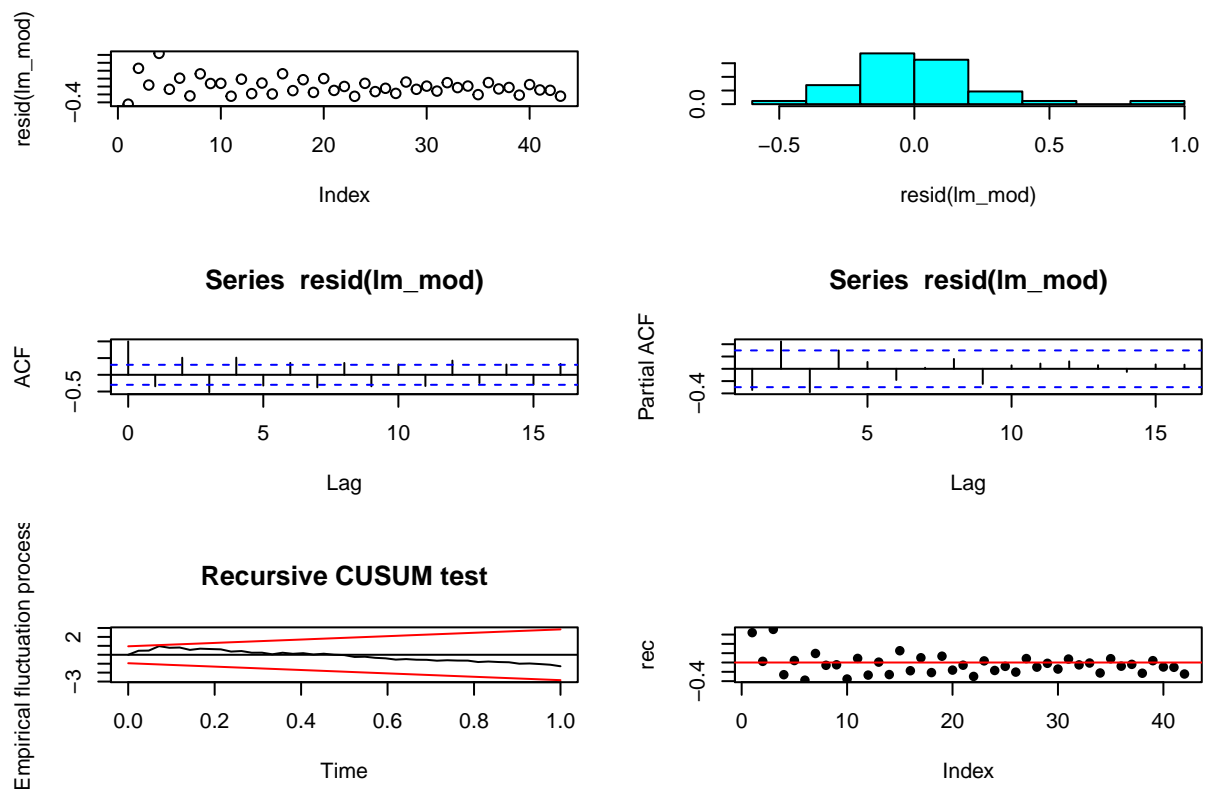 resid(lm_mod)
−0.4
0 10 20 30 40
Index
0.0
−0.5 0.0 0.5 1.0
resid(lm_mod)
Series resid(lm_mod)
ACF
−0.5
0 5 10 15
Lag
Series resid(lm_mod)
Partial ACF
−0.4
5 10 15
Lag
Recursive CUSUM test
Empirical fluctuation process
−3 2
0.0 0.2 0.4 0.6 0.8 1.0
Time
rec
−0.4
0 10 20 30 40
Index